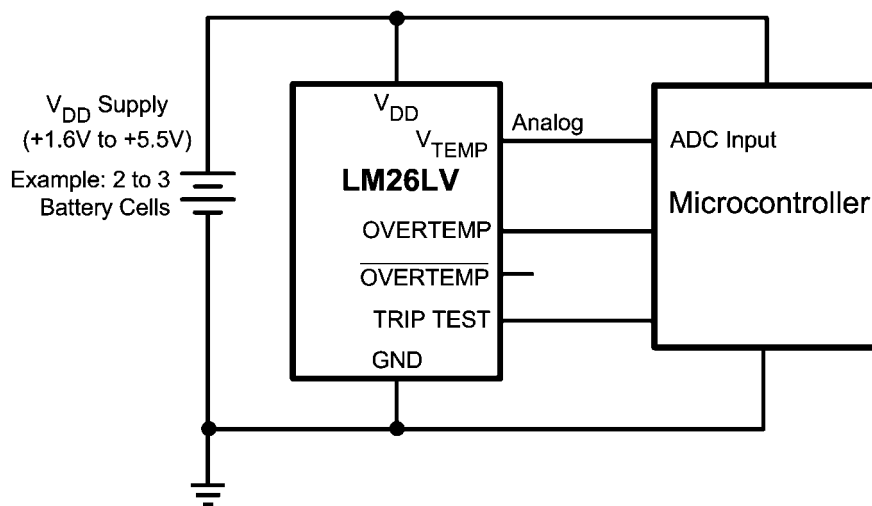 V_DD Supply
(+1.6V to +5.5V)
Example: 2 to 3
Battery Cells
V_DD
V_TEMP
LM26LV
OVERTEMP
O̅V̅E̅R̅T̅E̅M̅P̅
TRIP TEST
GND
Analog
ADC Input
Microcontroller